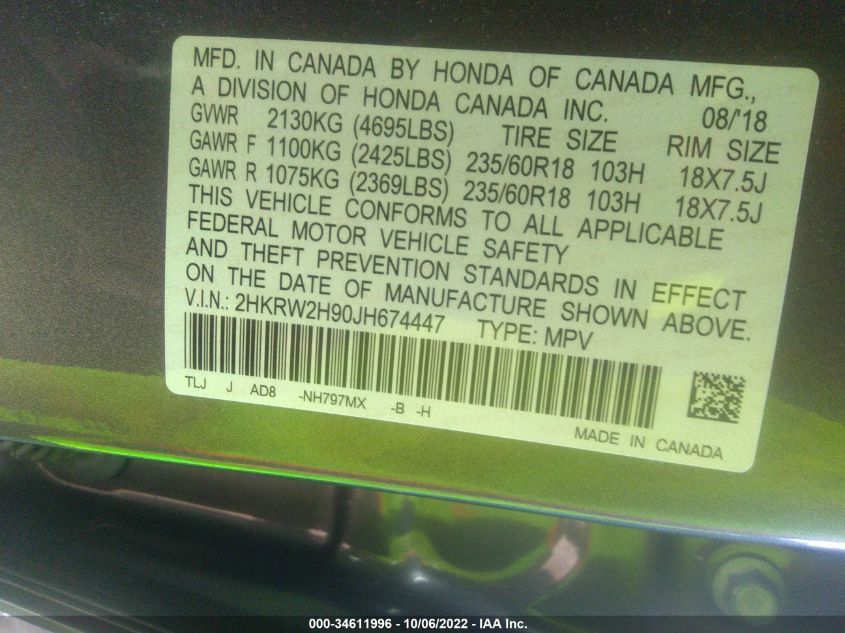 MFD. IN CANADA BY HONDA OF CANADA MFG.,
A DIVISION OF HONDA CANADA INC. 08/'18
GVWR 2130KG (4695LBS) TIRE SIZE RIM SIZE
GAWR F 1100KG (2425LBS) 235/60R18 103H 18X7.5J
GAWR R 1075KG (2369LBS) 235/60R18 103H 18X7.5J
THIS VEHICLE CONFORMS TO ALL APPLICABLE
FEDERAL MOTOR VEHICLE SAFETY
AND THEFT PREVENTION STANDARDS IN EFFECT
ON THE DATE OF MANUFACTURE SHOWN ABOVE.
V.I.N.: 2HKRW2H90JH674447 TYPE: MPV
TLJ J AD8 -NH797MX -B -H
MADE IN CANADA
000-34611996 - 10/06/2022 - IAA Inc.